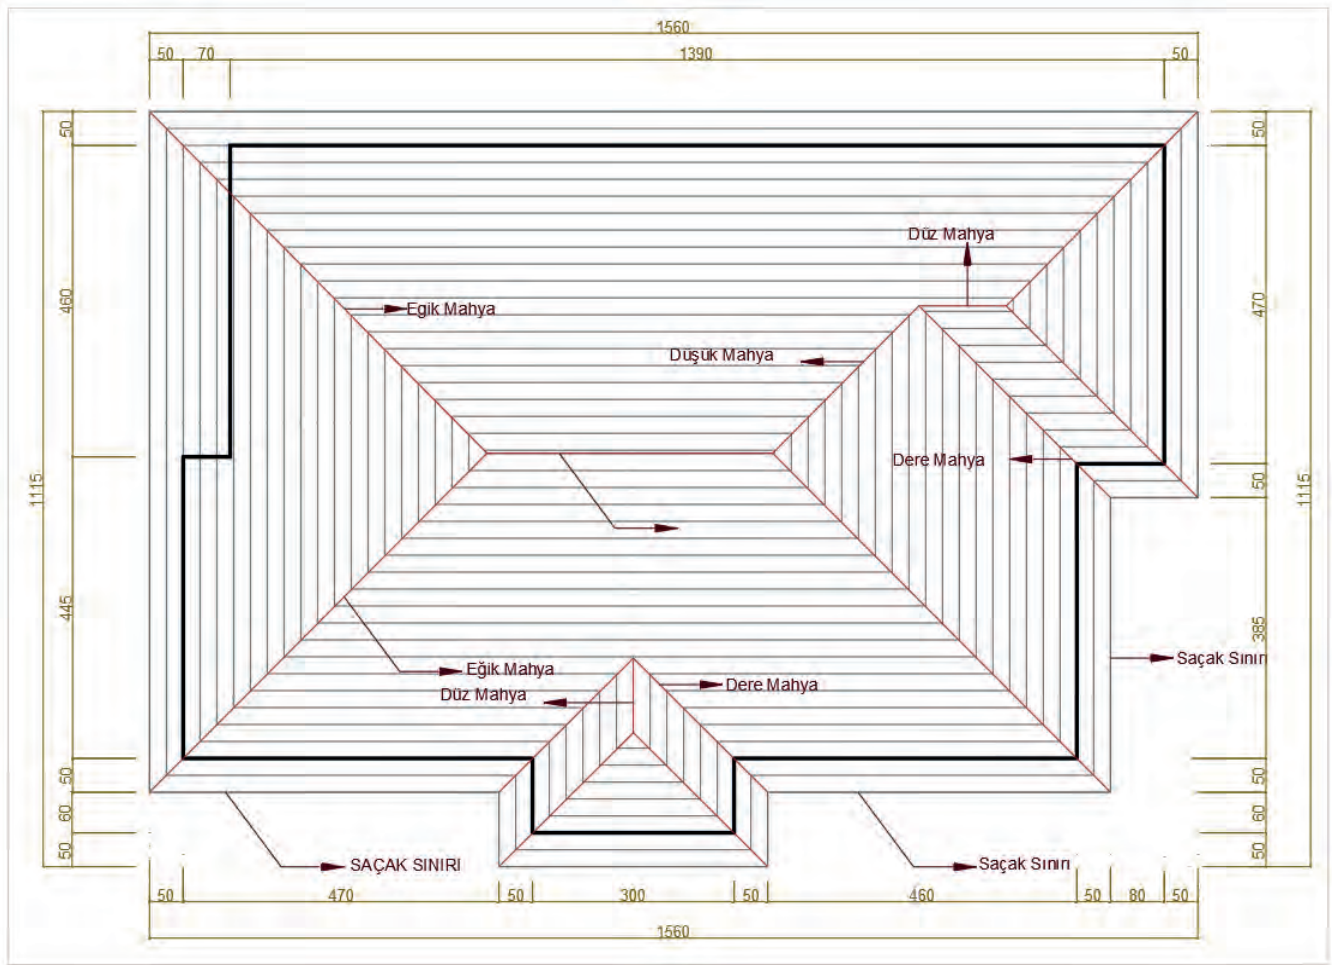 1560
50 70 1390 50
50
50
Düz Mahya
460
Egik Mahya
470
Düşük Mahya
Dere Mahya
1115
50
1115
445
385
Eğik Mahya
Dere Mahya
Saçak Sınırı
Düz Mahya
50
50
60
60
50
SAÇAK SINIRI
Saçak Sınırı
50
50 470 50 300 50 460 50 80 50
1560